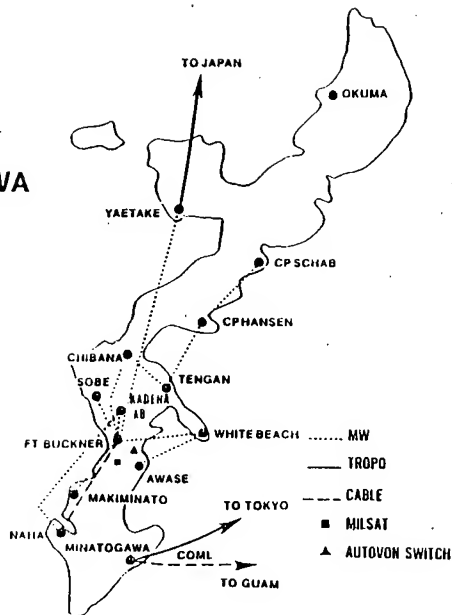 TO JAPAN
OKUMA
WA
YAETAKE
CP SCHAB
CP HANSEN
CHIBANA
SOBE
TENGAN
KADENA
AB
FT BUCKNER
WHITE BEACH
AWASE
MAKIMINATO
NAHA
MINATOGAWA
TO TOKYO
COML
TO GUAM
MW
TROPO
CABLE
MILSAT
AUTOVON SWITCH